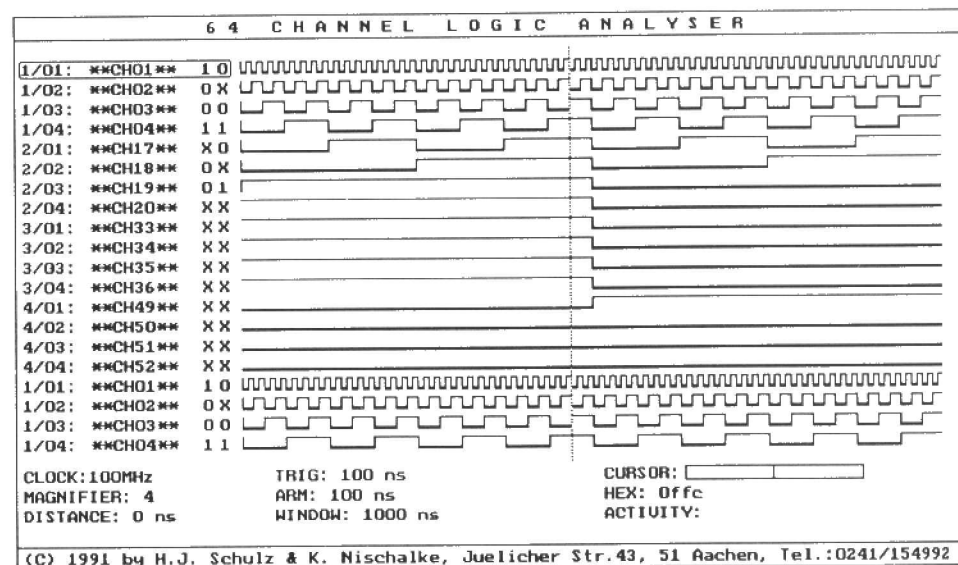 64 CHANNEL LOGIC ANALYSER
1/01: **CH01** 1 0
1/02: **CH02** 0 X
1/03: **CH03** 0 0
1/04: **CH04** 1 1
2/01: **CH17** X 0
2/02: **CH18** 0 X
2/03: **CH19** 0 1
2/04: **CH20** X X
3/01: **CH33** X X
3/02: **CH34** X X
3/03: **CH35** X X
3/04: **CH36** X X
4/01: **CH49** X X
4/02: **CH50** X X
4/03: **CH51** X X
4/04: **CH52** X X
1/01: **CH01** 1 0
1/02: **CH02** 0 X
1/03: **CH03** 0 0
1/04: **CH04** 1 1
CLOCK:100MHz TRIG: 100 ns CURSOR:
MAGNIFIER: 4 ARM: 100 ns HEX: 0ffc
DISTANCE: 0 ns WINDOW: 1000 ns ACTIVITY:
(C) 1991 by H.J. Schulz & K. Nischalke, Juelicher Str.43, 51 Aachen, Tel.:0241/154992